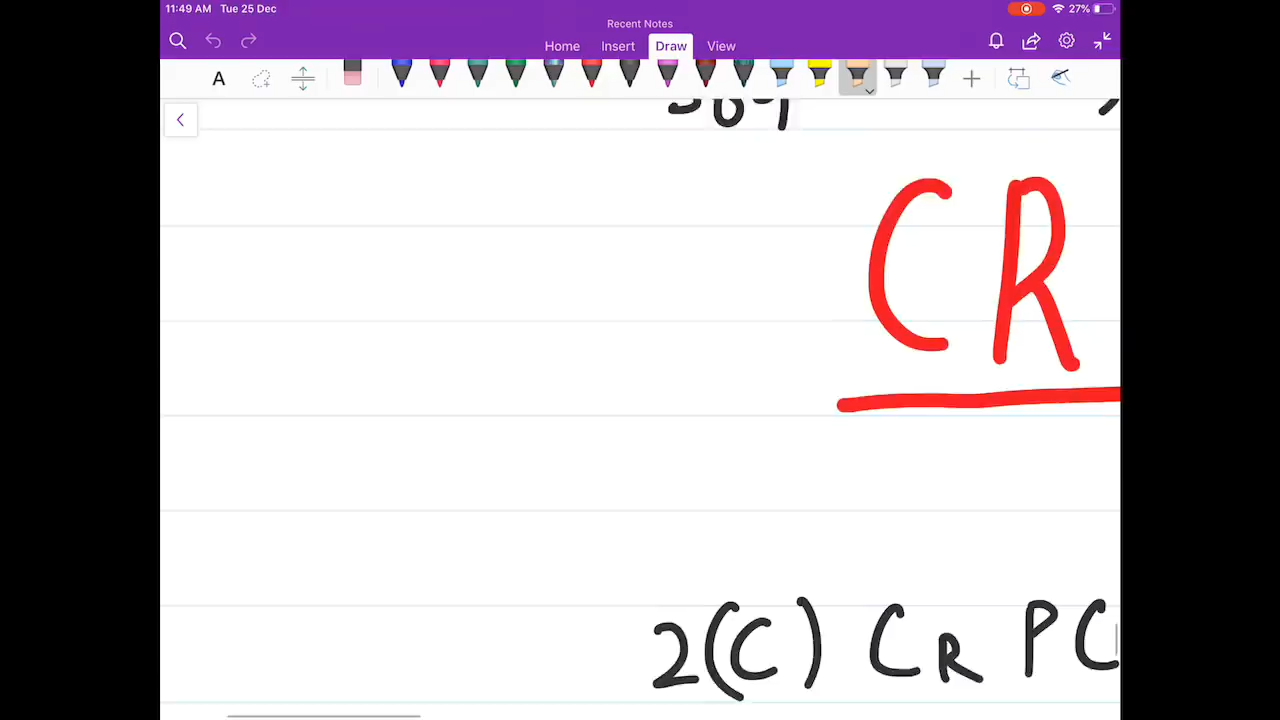 11:49 AM Tue 25 Dec
27%
Recent Notes
Home Insert Draw View
A
CR
2(C) CR PC